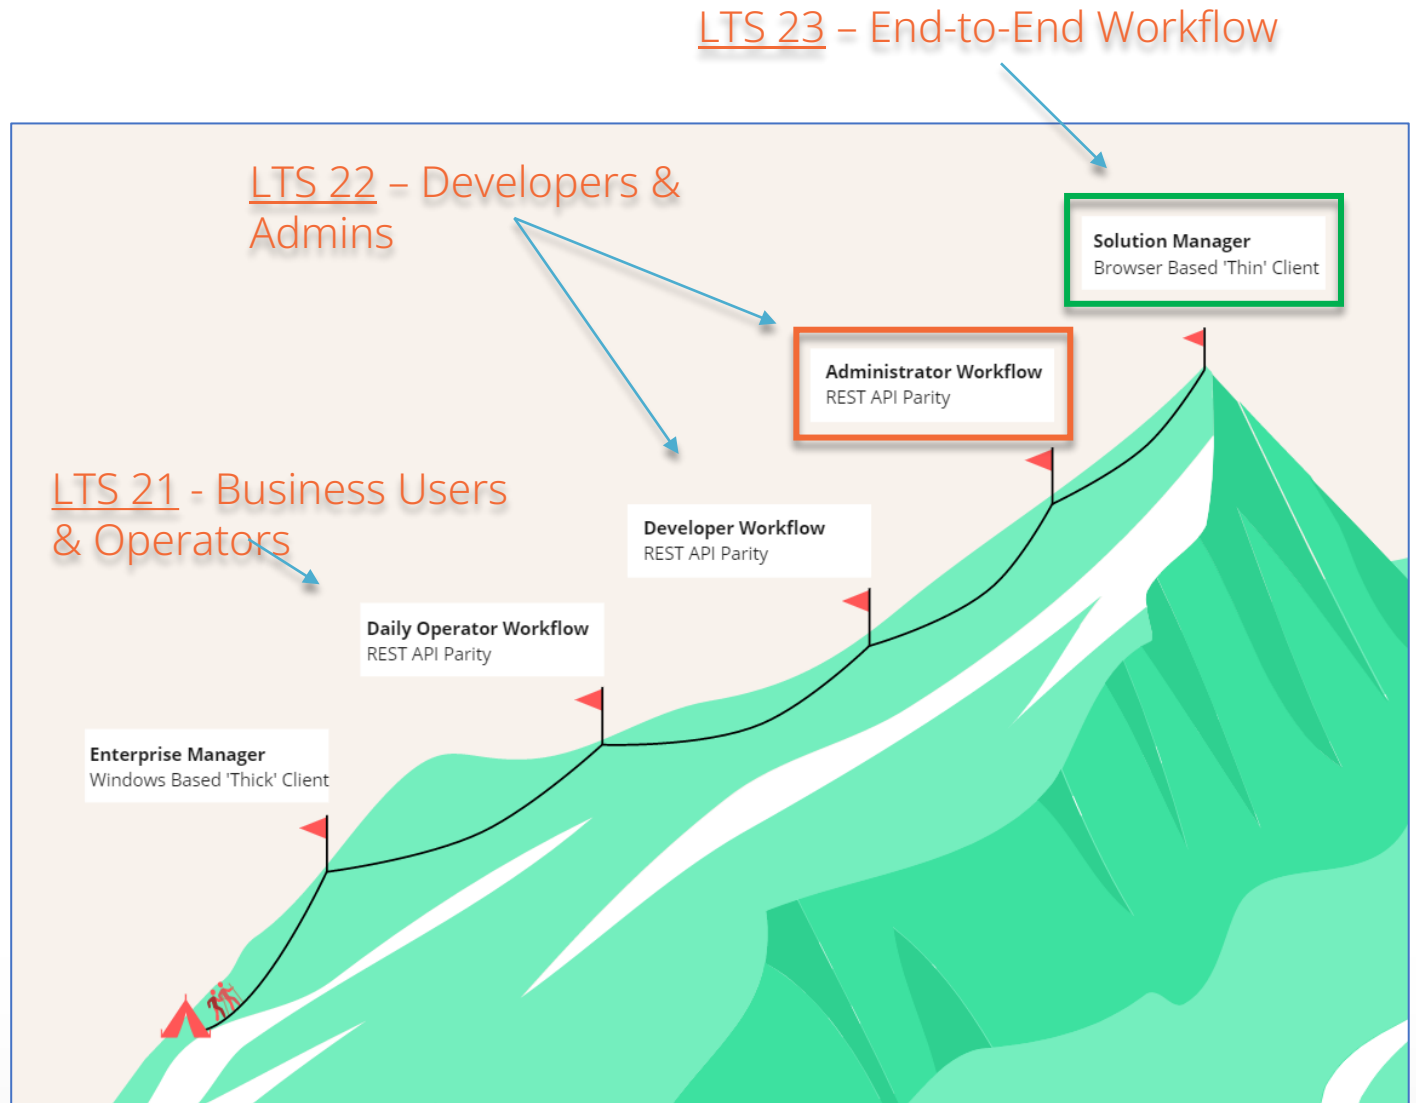 LTS 23 – End-to-End Workflow
LTS 22 – Developers &
Admins
Solution Manager
Browser Based 'Thin' Client
Administrator Workflow
REST API Parity
LTS 21 - Business Users
& Operators
Developer Workflow
REST API Parity
Daily Operator Workflow
REST API Parity
Enterprise Manager
Windows Based 'Thick' Client